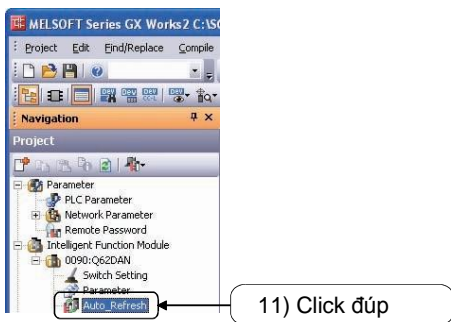 MELSOFT Series GX Works2 C:\SC
Project Edit Find/Replace Compile
Navigation
Project
Parameter
PLC Parameter
Network Parameter
Remote Password
Intelligent Function Module
0090:Q62DAN
Switch Setting
Parameter
Auto_Refresh
11) Click đúp